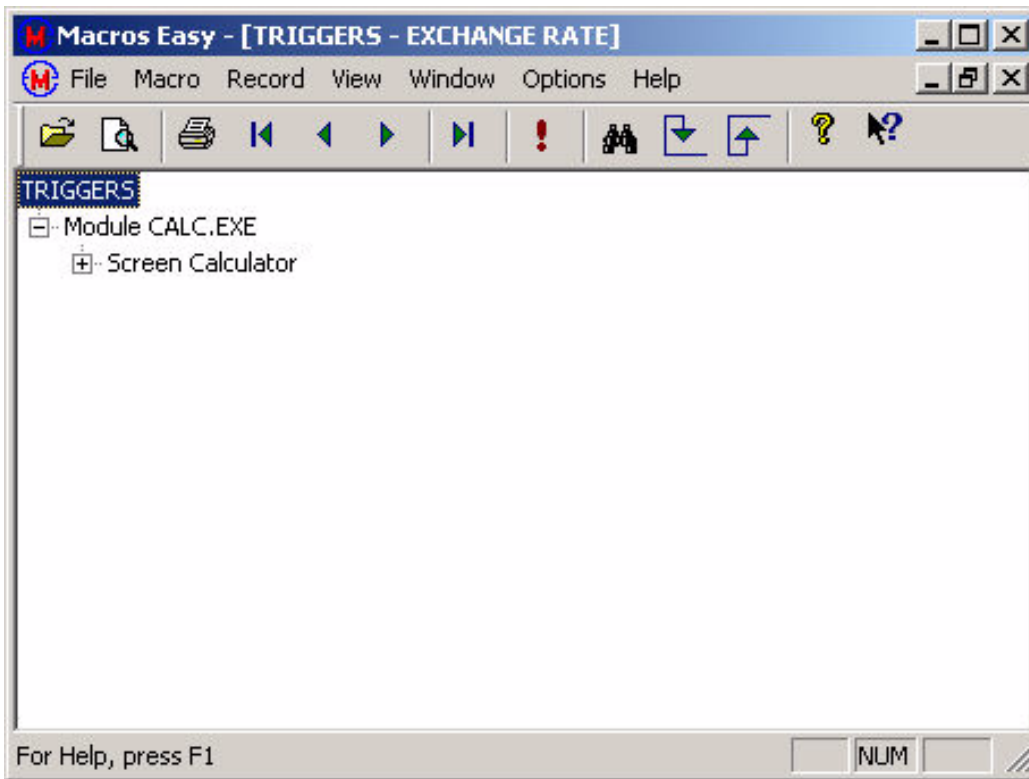 Macros Easy - [TRIGGERS - EXCHANGE RATE]
File Macro Record View Window Options Help
TRIGGERS
Module CALC.EXE
Screen Calculator
For Help, press F1 NUM